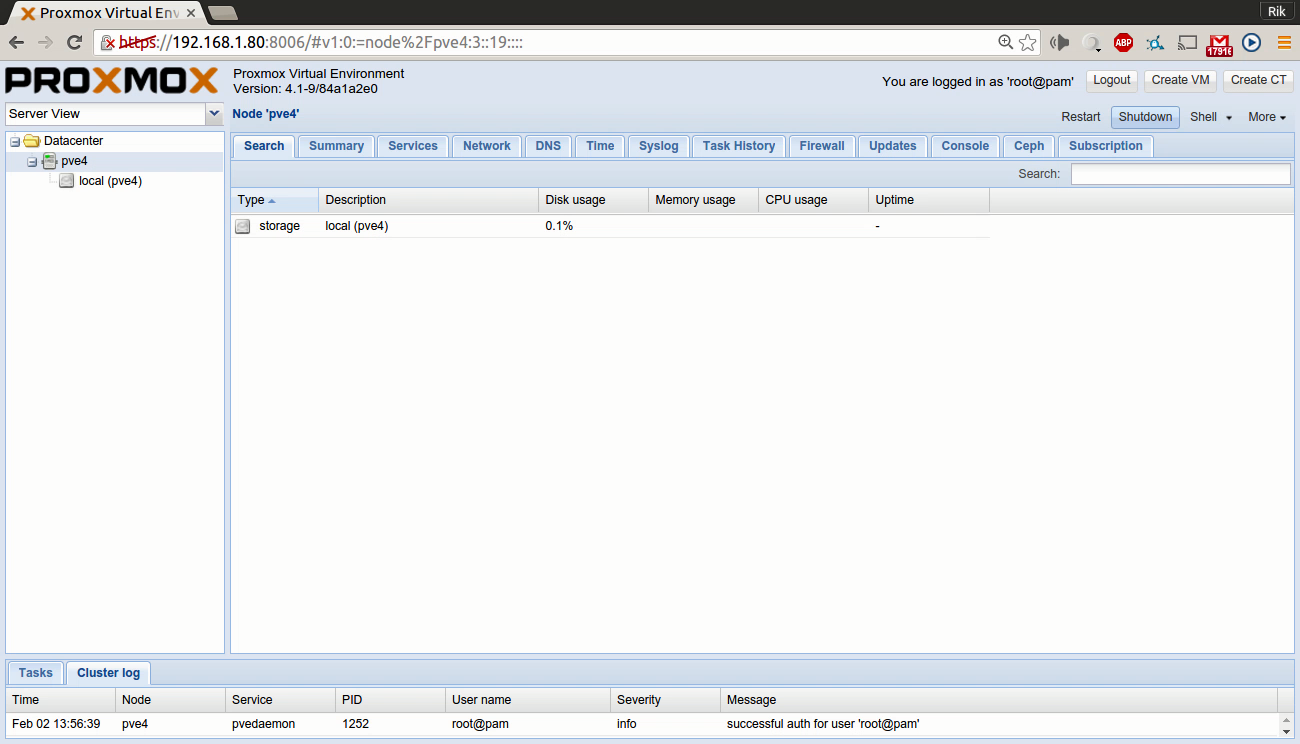 Proxmox Virtual Env
Rik
https://192.168.1.80:8006/#v1:0:=node%2Fpve4:3::19::::
ABP
17916
PROXMOX
Proxmox Virtual Environment
Version: 4.1-9/84a1a2e0
You are logged in as 'root@pam'
Logout
Create VM
Create CT
Server View
Node 'pve4'
Restart
Shutdown
Shell
More
Datacenter
pve4
local (pve4)
Search
Summary
Services
Network
DNS
Time
Syslog
Task History
Firewall
Updates
Console
Ceph
Subscription
Search:
Type
Description
Disk usage
Memory usage
CPU usage
Uptime
storage
local (pve4)
0.1%
-
Tasks
Cluster log
Time
Node
Service
PID
User name
Severity
Message
Feb 02 13:56:39
pve4
pvedaemon
1252
root@pam
info
successful auth for user 'root@pam'